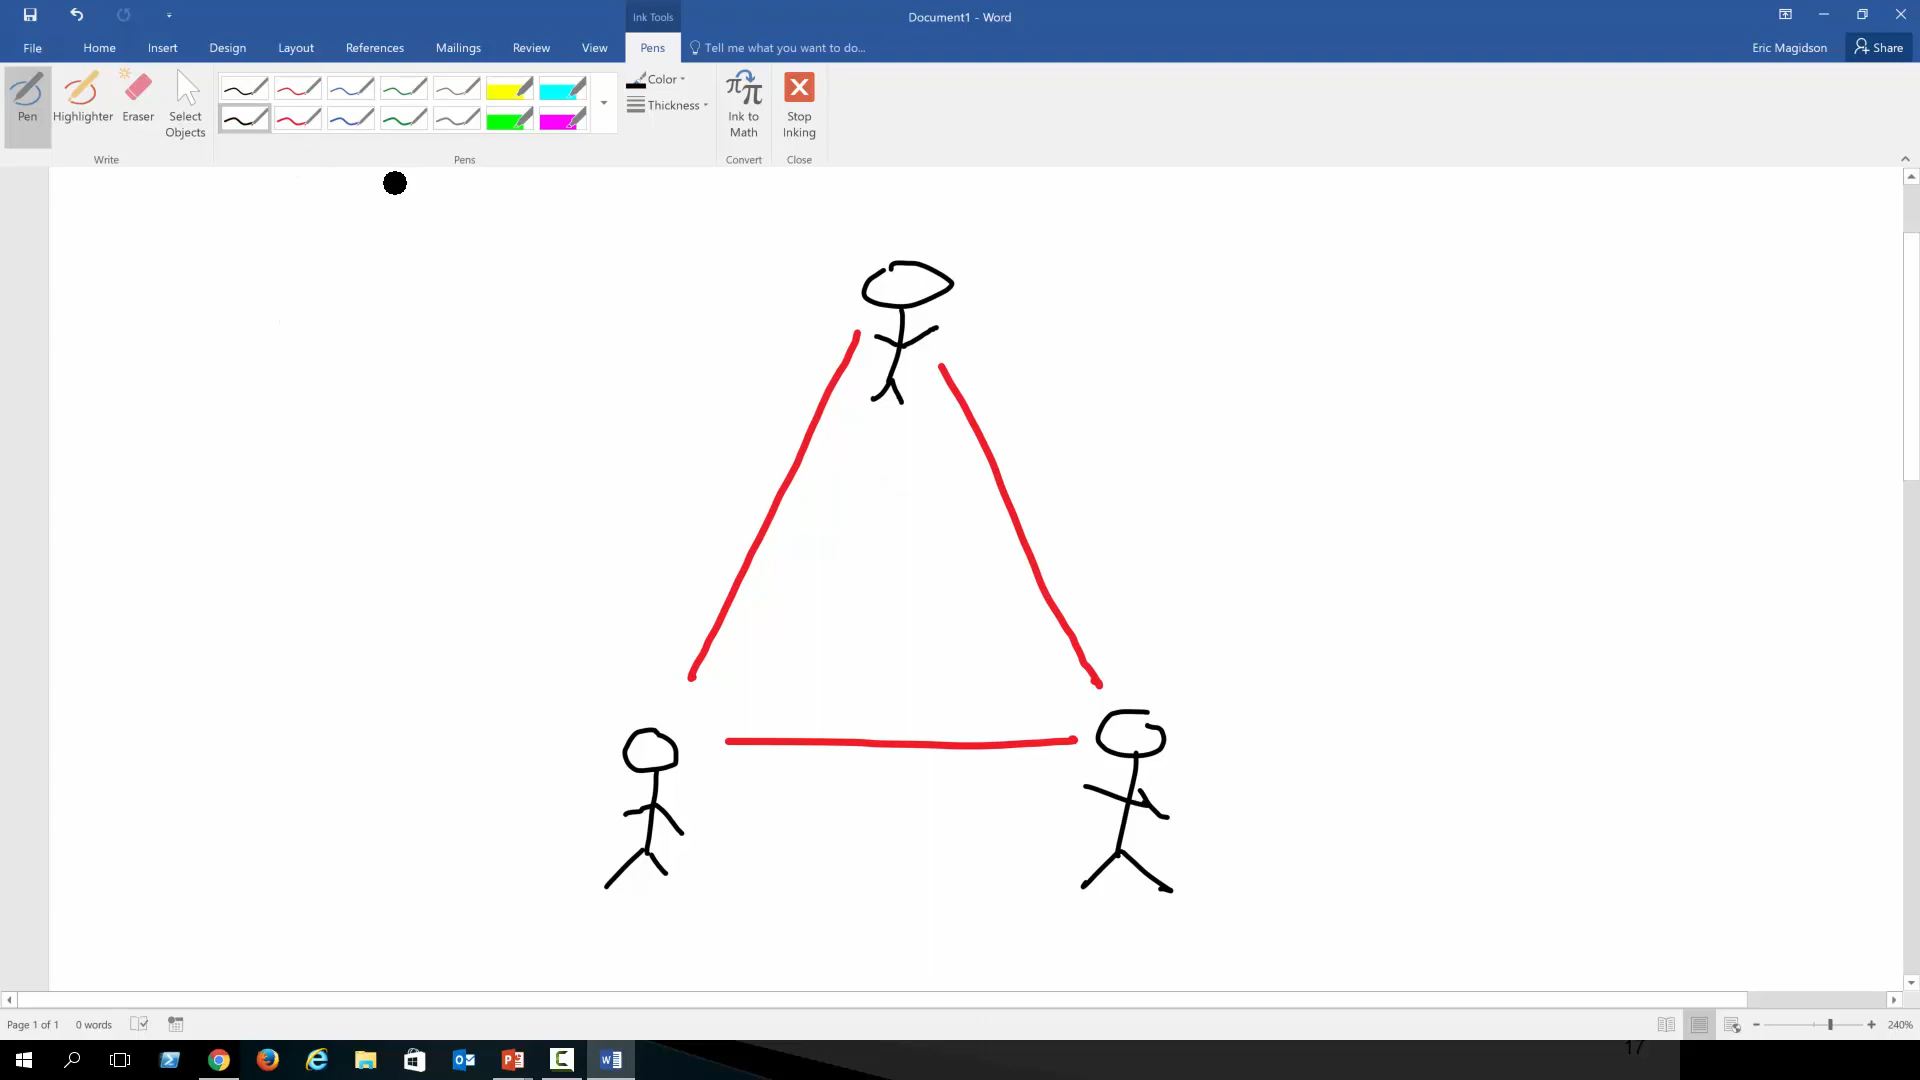 Ink Tools
Document1 - Word
File Home Insert Design Layout References Mailings Review View Pens Tell me what you want to do... Eric Magidson Share
Pen Highlighter Eraser Select Objects
Color
Thickness
Ink to Math
Stop Inking
Write Pens Convert Close
Page 1 of 1 0 words 240%
17